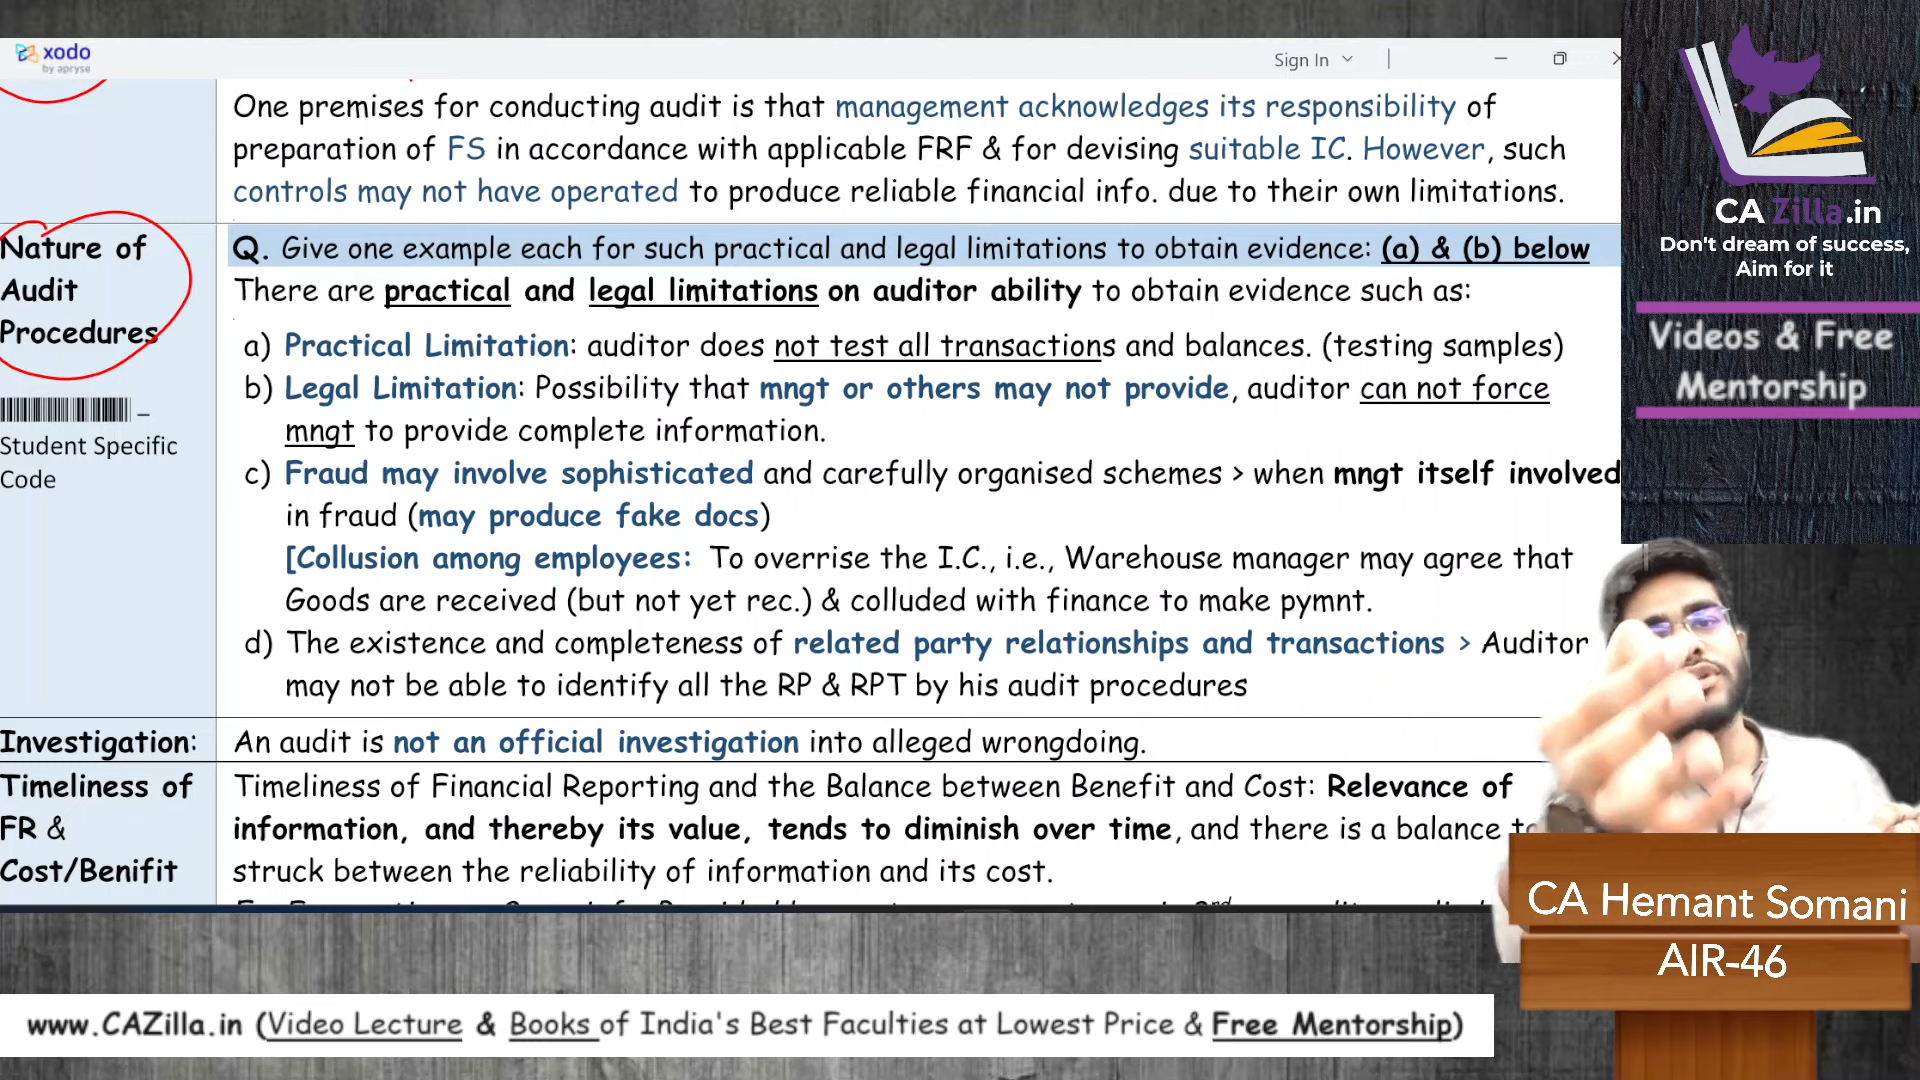 xodo
by apryse
Sign In
One premises for conducting audit is that management acknowledges its responsibility of
preparation of FS in accordance with applicable FRF & for devising suitable IC. However, such
controls may not have operated to produce reliable financial info. due to their own limitations.
Nature of
Audit
Procedures
Student Specific
Code
Q. Give one example each for such practical and legal limitations to obtain evidence: (a) & (b) below
There are practical and legal limitations on auditor ability to obtain evidence such as:
a) Practical Limitation: auditor does not test all transactions and balances. (testing samples)
b) Legal Limitation: Possibility that mngt or others may not provide, auditor can not force
mngt to provide complete information.
c) Fraud may involve sophisticated and carefully organised schemes > when mngt itself involved
in fraud (may produce fake docs)
[Collusion among employees: To overrise the I.C., i.e., Warehouse manager may agree that
Goods are received (but not yet rec.) & colluded with finance to make pymnt.
d) The existence and completeness of related party relationships and transactions > Auditor
may not be able to identify all the RP & RPT by his audit procedures
Investigation: An audit is not an official investigation into alleged wrongdoing.
Timeliness of
FR &
Cost/Benifit
Timeliness of Financial Reporting and the Balance between Benefit and Cost: Relevance of
information, and thereby its value, tends to diminish over time, and there is a balance
struck between the reliability of information and its cost.
CA Zilla.in
Don't dream of success,
Aim for it
Videos & Free
Mentorship
CA Hemant Somani
AIR-46
www.CAZilla.in (Video Lecture & Books of India's Best Faculties at Lowest Price & Free Mentorship)